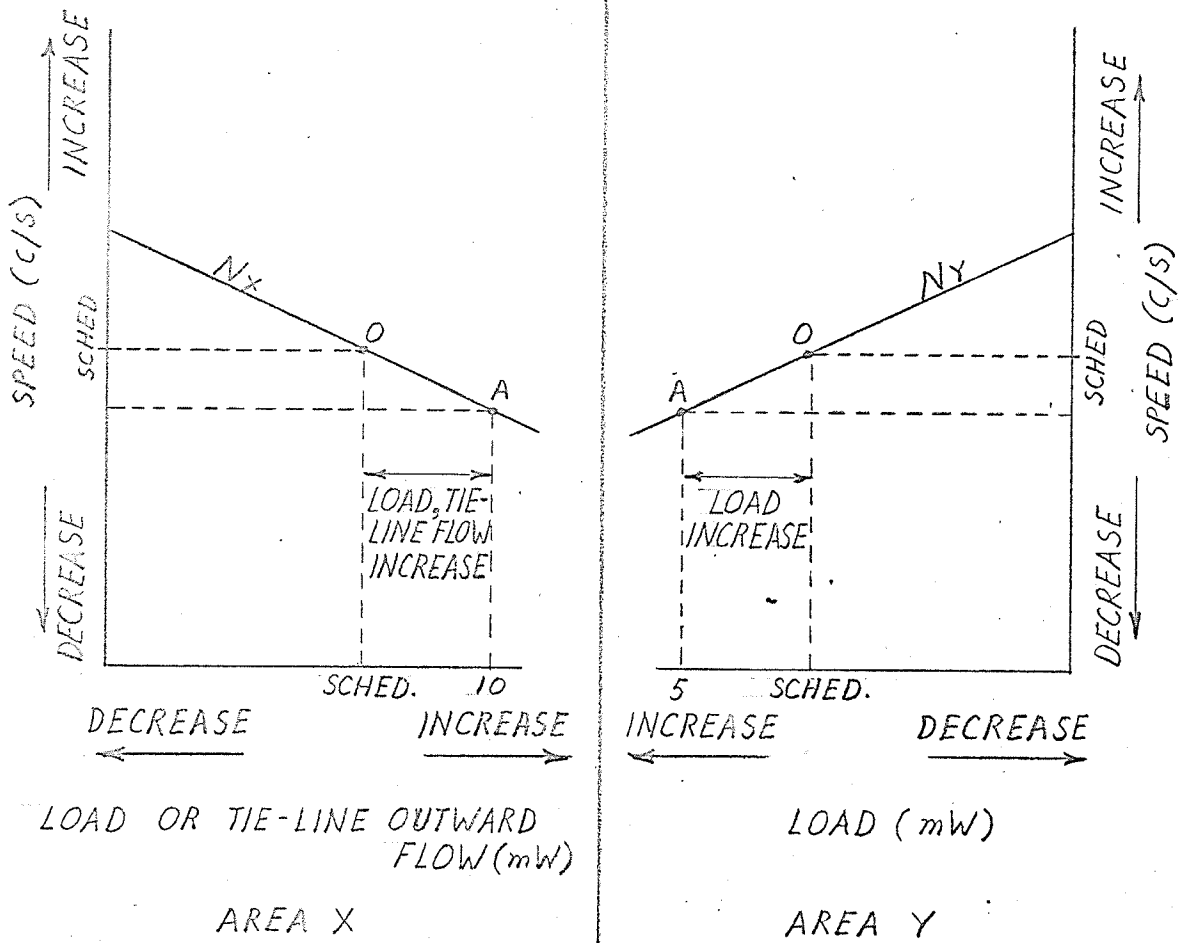 INCREASE
SPEED (C/S)
SCHED
DECREASE
NX
O
A
LOAD, TIE-
LINE FLOW
INCREASE
SCHED.
10
DECREASE
INCREASE
LOAD OR TIE-LINE OUTWARD
FLOW (mW)
AREA X
INCREASE
SPEED (C/S)
SCHED
DECREASE
NY
O
A
LOAD
INCREASE
5
SCHED.
INCREASE
DECREASE
LOAD (mW)
AREA Y